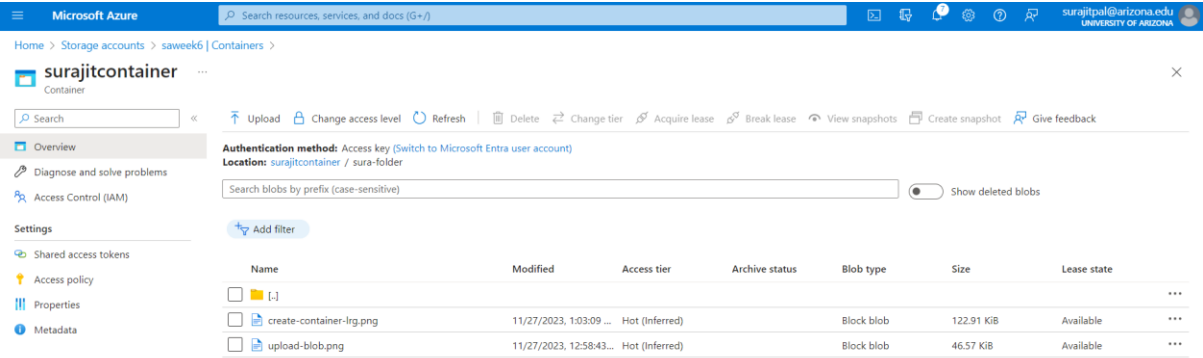 Microsoft Azure
Search resources, services, and docs (G+/)
7
surajitpal@arizona.edu
UNIVERSITY OF ARIZONA
Home > Storage accounts > saweek6 | Containers >
surajitcontainer ...
Container
Search
«
Upload Change access level Refresh Delete Change tier Acquire lease Break lease View snapshots Create snapshot Give feedback
Overview
Diagnose and solve problems
Access Control (IAM)
Settings
Shared access tokens
Access policy
Properties
Metadata
Authentication method: Access key (Switch to Microsoft Entra user account)
Location: surajitcontainer / sura-folder
Search blobs by prefix (case-sensitive)
Show deleted blobs
Add filter
Name Modified Access tier Archive status Blob type Size Lease state
[..] ...
create-container-lrg.png 11/27/2023, 1:03:09 ... Hot (Inferred) Block blob 122.91 KiB Available ...
upload-blob.png 11/27/2023, 12:58:43... Hot (Inferred) Block blob 46.57 KiB Available ...